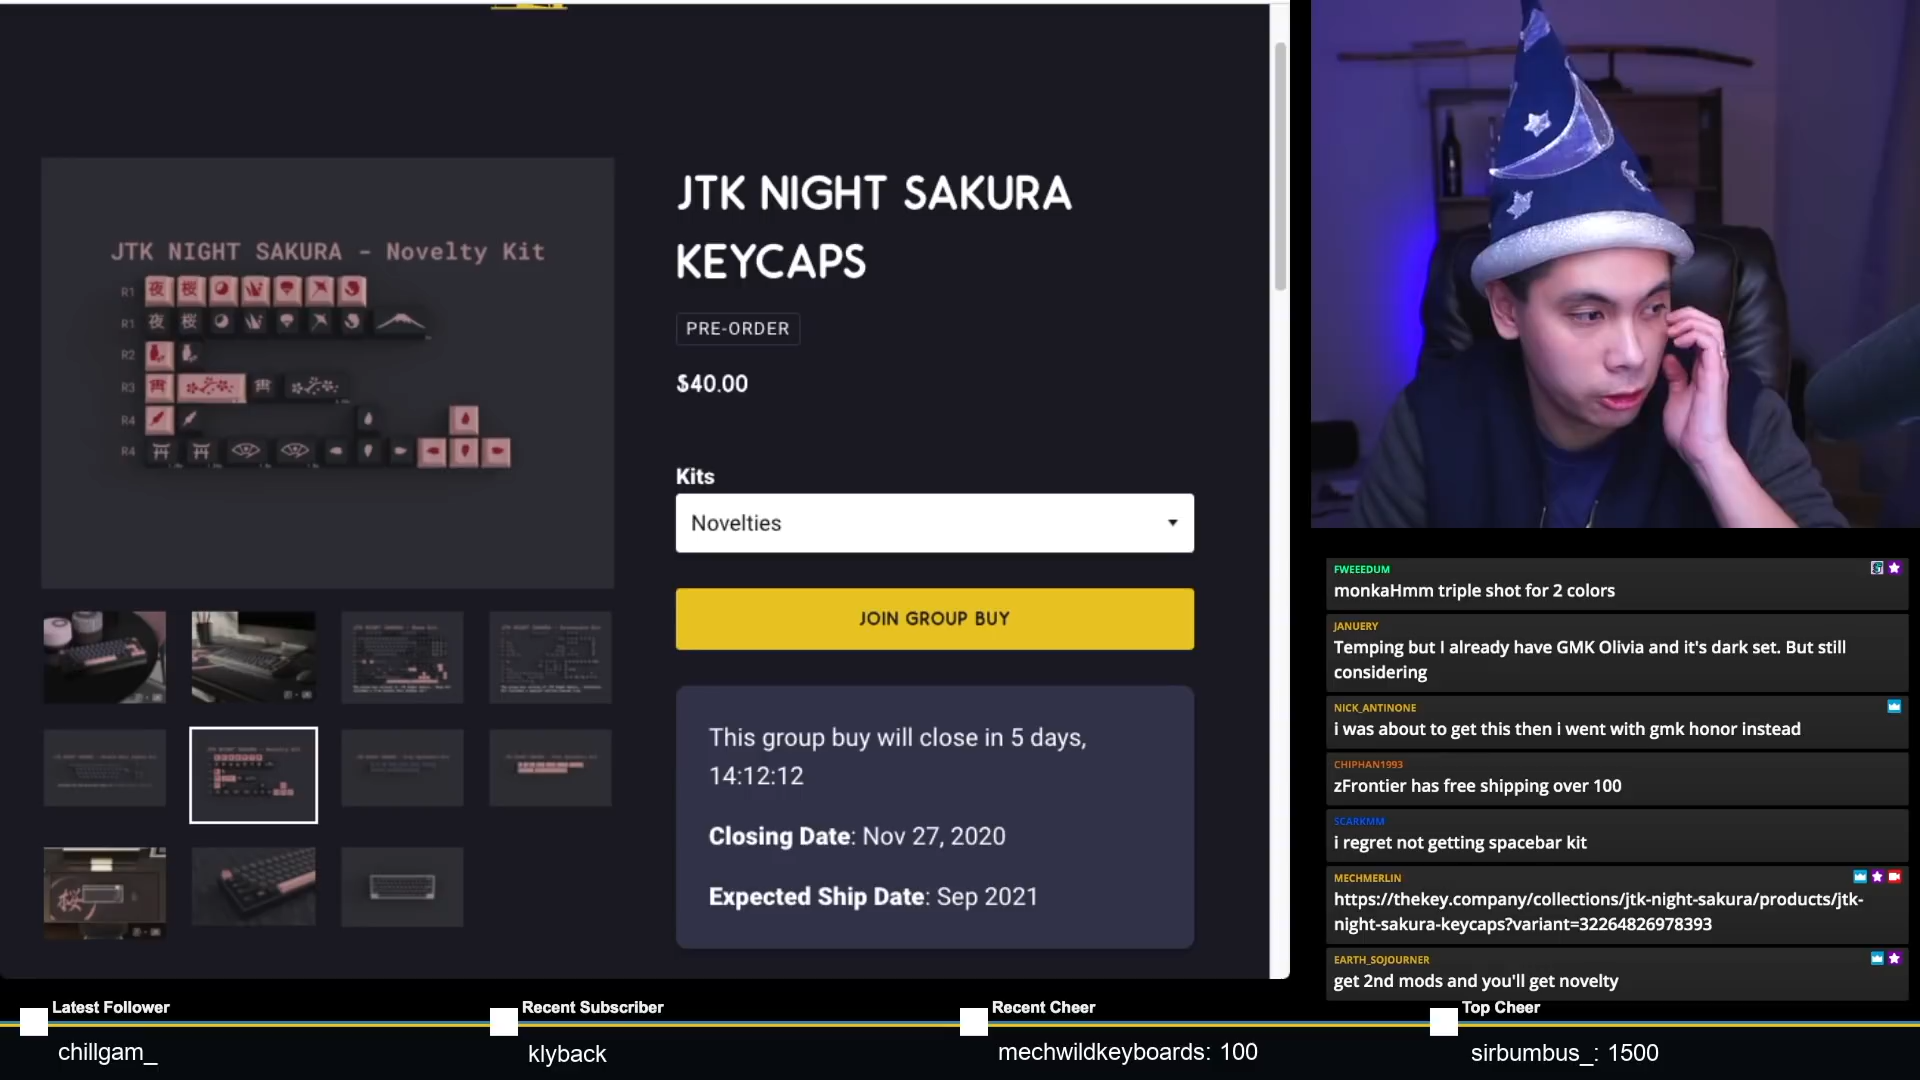 JTK NIGHT SAKURA - Novelty Kit
R1 夜 桜
R1 夜 桜
R2
R3
R4
R4
JTK NIGHT SAKURA
KEYCAPS
PRE-ORDER
$40.00
Kits
Novelties
JOIN GROUP BUY
This group buy will close in 5 days,
14:12:12
Closing Date: Nov 27, 2020
Expected Ship Date: Sep 2021
桜
FWEEEDUM
monkaHmm triple shot for 2 colors
JANUERY
Temping but I already have GMK Olivia and it's dark set. But still
considering
NICK_ANTINONE
i was about to get this then i went with gmk honor instead
CHIPHAN1993
zFrontier has free shipping over 100
SCARKMM
i regret not getting spacebar kit
MECHMERLIN
https://thekey.company/collections/jtk-night-sakura/products/jtk-
night-sakura-keycaps?variant=32264826978393
EARTH_SOJOURNER
get 2nd mods and you'll get novelty
Latest Follower
chillgam_
Recent Subscriber
klyback
Recent Cheer
mechwildkeyboards: 100
Top Cheer
sirbumbus_: 1500